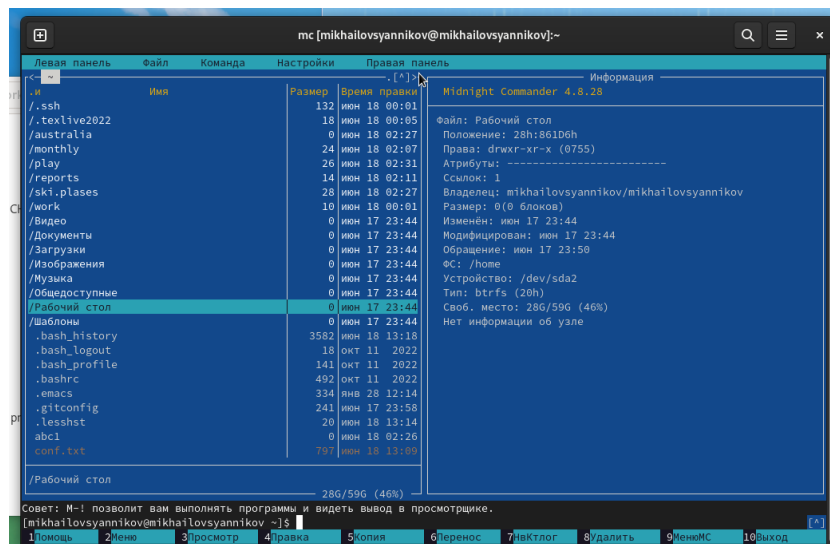 mc [mikhailovsyannikov@mikhailovsyannikov]:~
Левая панель Файл Команда Настройки Правая панель
<— ~ .[^]>
.и Имя Размер Время правки
/.ssh 132 июн 18 00:01
/.texlive2022 18 июн 18 00:05
/australia 0 июн 18 02:27
/monthly 24 июн 18 02:07
/play 26 июн 18 02:31
/reports 14 июн 18 02:11
/ski.plases 28 июн 18 02:27
/work 10 июн 18 00:01
/Видео 0 июн 17 23:44
/Документы 0 июн 17 23:44
/Загрузки 0 июн 17 23:44
/Изображения 0 июн 17 23:44
/Музыка 0 июн 17 23:44
/Общедоступные 0 июн 17 23:44
/Рабочий стол 0 июн 17 23:44
/Шаблоны 0 июн 17 23:44
.bash_history 3582 июн 18 13:18
.bash_logout 18 окт 11 2022
.bash_profile 141 окт 11 2022
.bashrc 492 окт 11 2022
.emacs 334 янв 28 12:14
.gitconfig 241 июн 17 23:58
.lesshst 20 июн 18 13:14
abc1 0 июн 18 02:26
conf.txt 797 июн 18 13:09
/Рабочий стол
28G/59G (46%)
Информация
Midnight Commander 4.8.28
Файл: Рабочий стол
Положение: 28h:861D6h
Права: drwxr-xr-x (0755)
Атрибуты: -------------------------
Ссылок: 1
Владелец: mikhailovsyannikov/mikhailovsyannikov
Размер: 0(0 блоков)
Изменён: июн 17 23:44
Модифицирован: июн 17 23:44
Обращение: июн 17 23:50
ФС: /home
Устройство: /dev/sda2
Тип: btrfs (20h)
Своб. место: 28G/59G (46%)
Нет информации об узле
Совет: M-! позволит вам выполнять программы и видеть вывод в просмотрщике.
[mikhailovsyannikov@mikhailovsyannikov ~]$ [^]
1Помощь 2Меню 3Просмотр 4Правка 5Копия 6Перенос 7НвКтлог 8Удалить 9МенюMC 10Выход